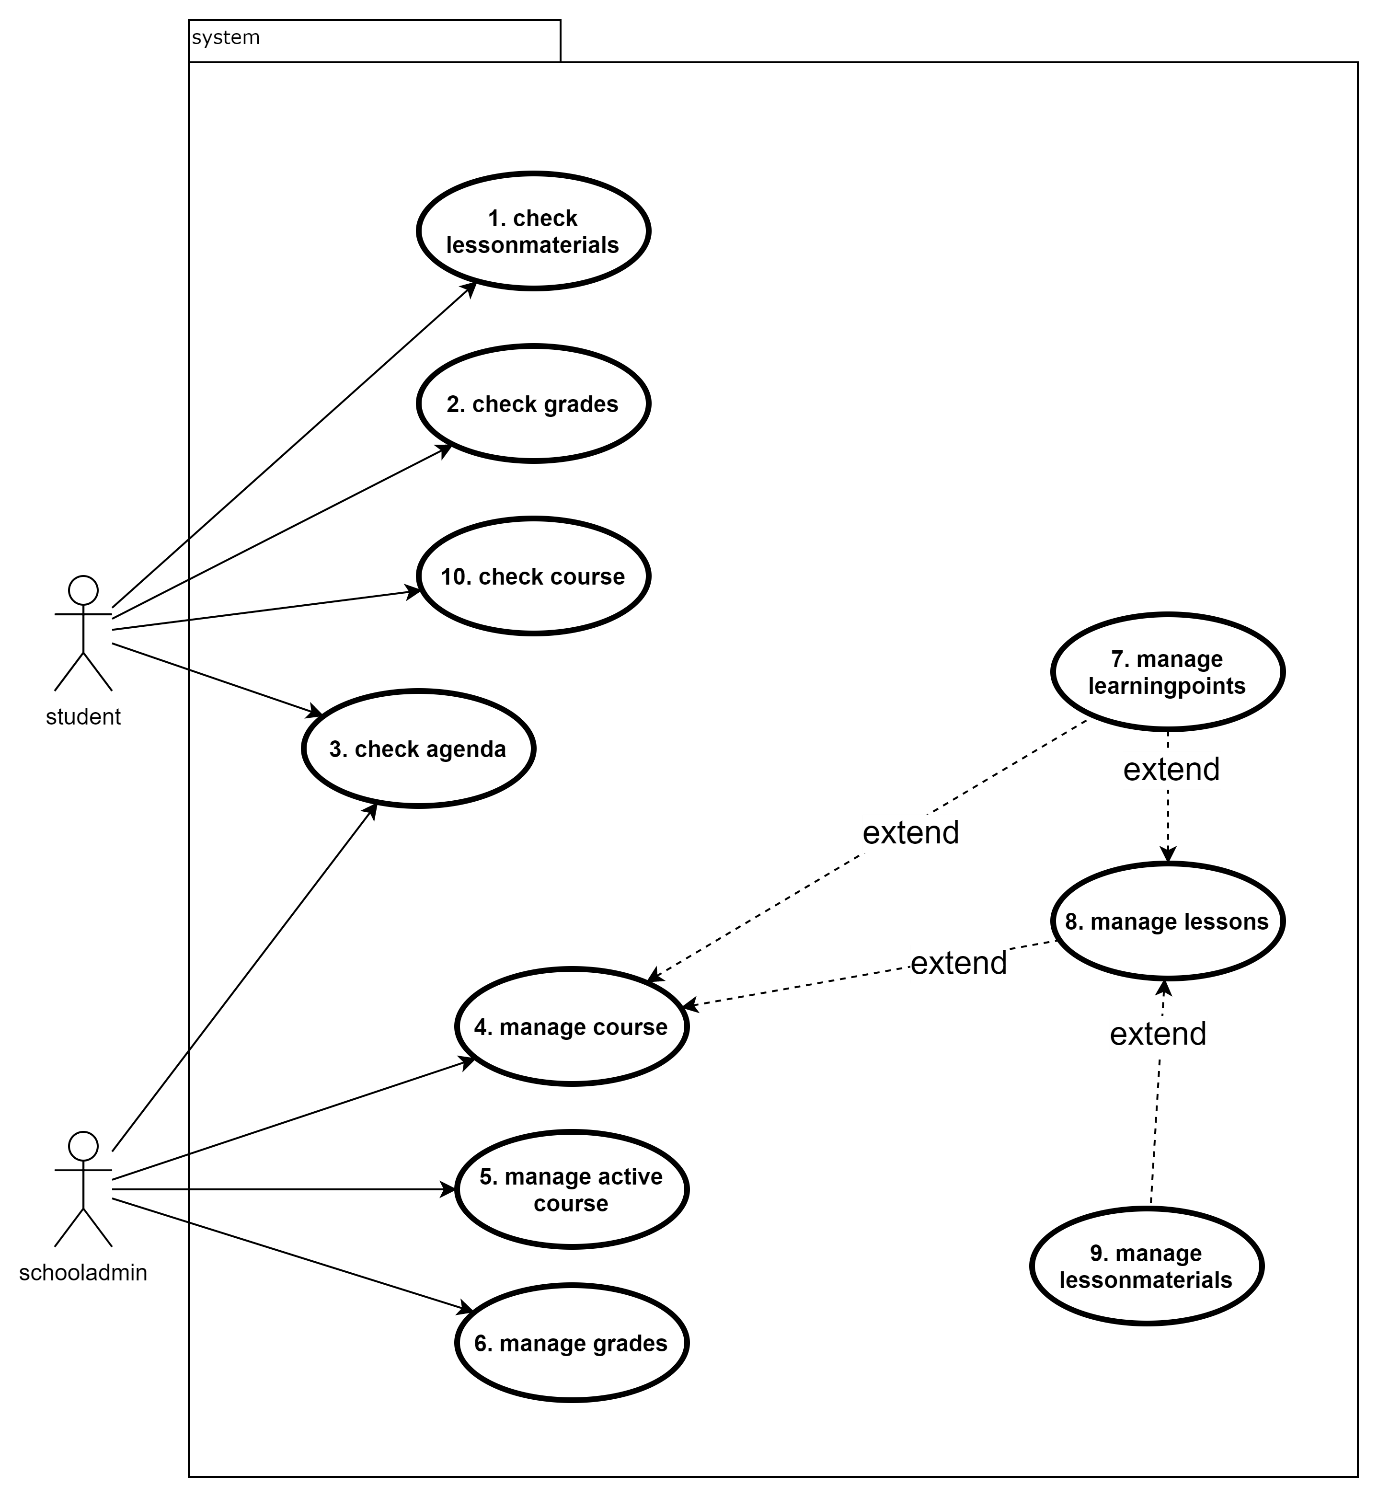 system
1. check
lessonmaterials
2. check grades
10. check course
student
3. check agenda
7. manage
learningpoints
extend
extend
8. manage lessons
extend
4. manage course
extend
5. manage active
course
schooladmin
9. manage
lessonmaterials
6. manage grades